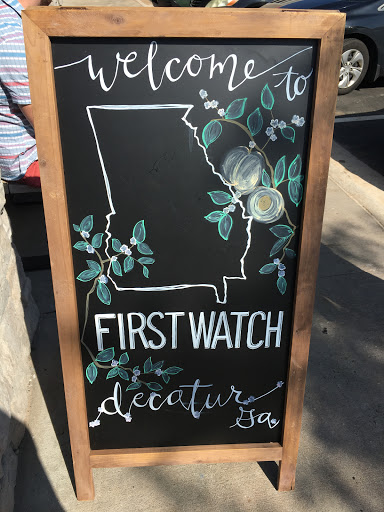 welcome to
FIRST WATCH
decatur
Ga.